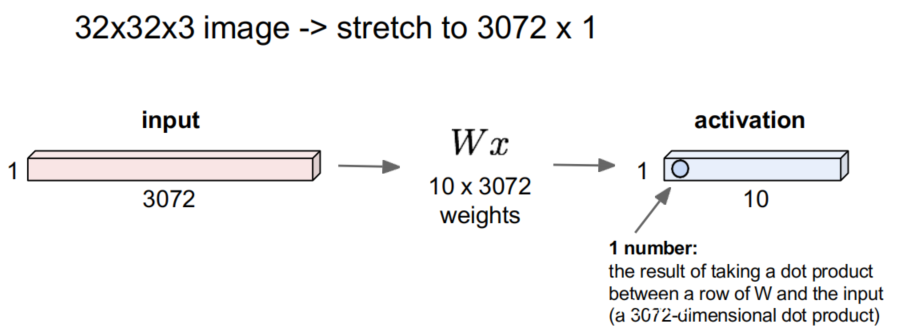 32x32x3 image -> stretch to 3072 x 1
input
activation
1
3072
Wx
10 x 3072
weights
1
10
1 number:
the result of taking a dot product
between a row of W and the input
(a 3072-dimensional dot product)